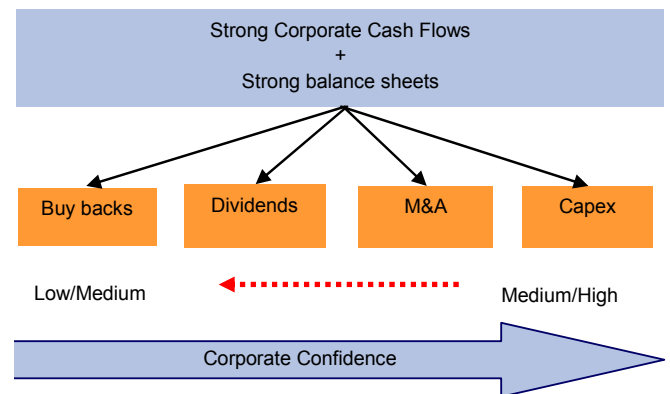 Strong Corporate Cash Flows
+
Strong balance sheets
Buy backs
Dividends
M&A
Capex
Low/Medium
Medium/High
Corporate Confidence